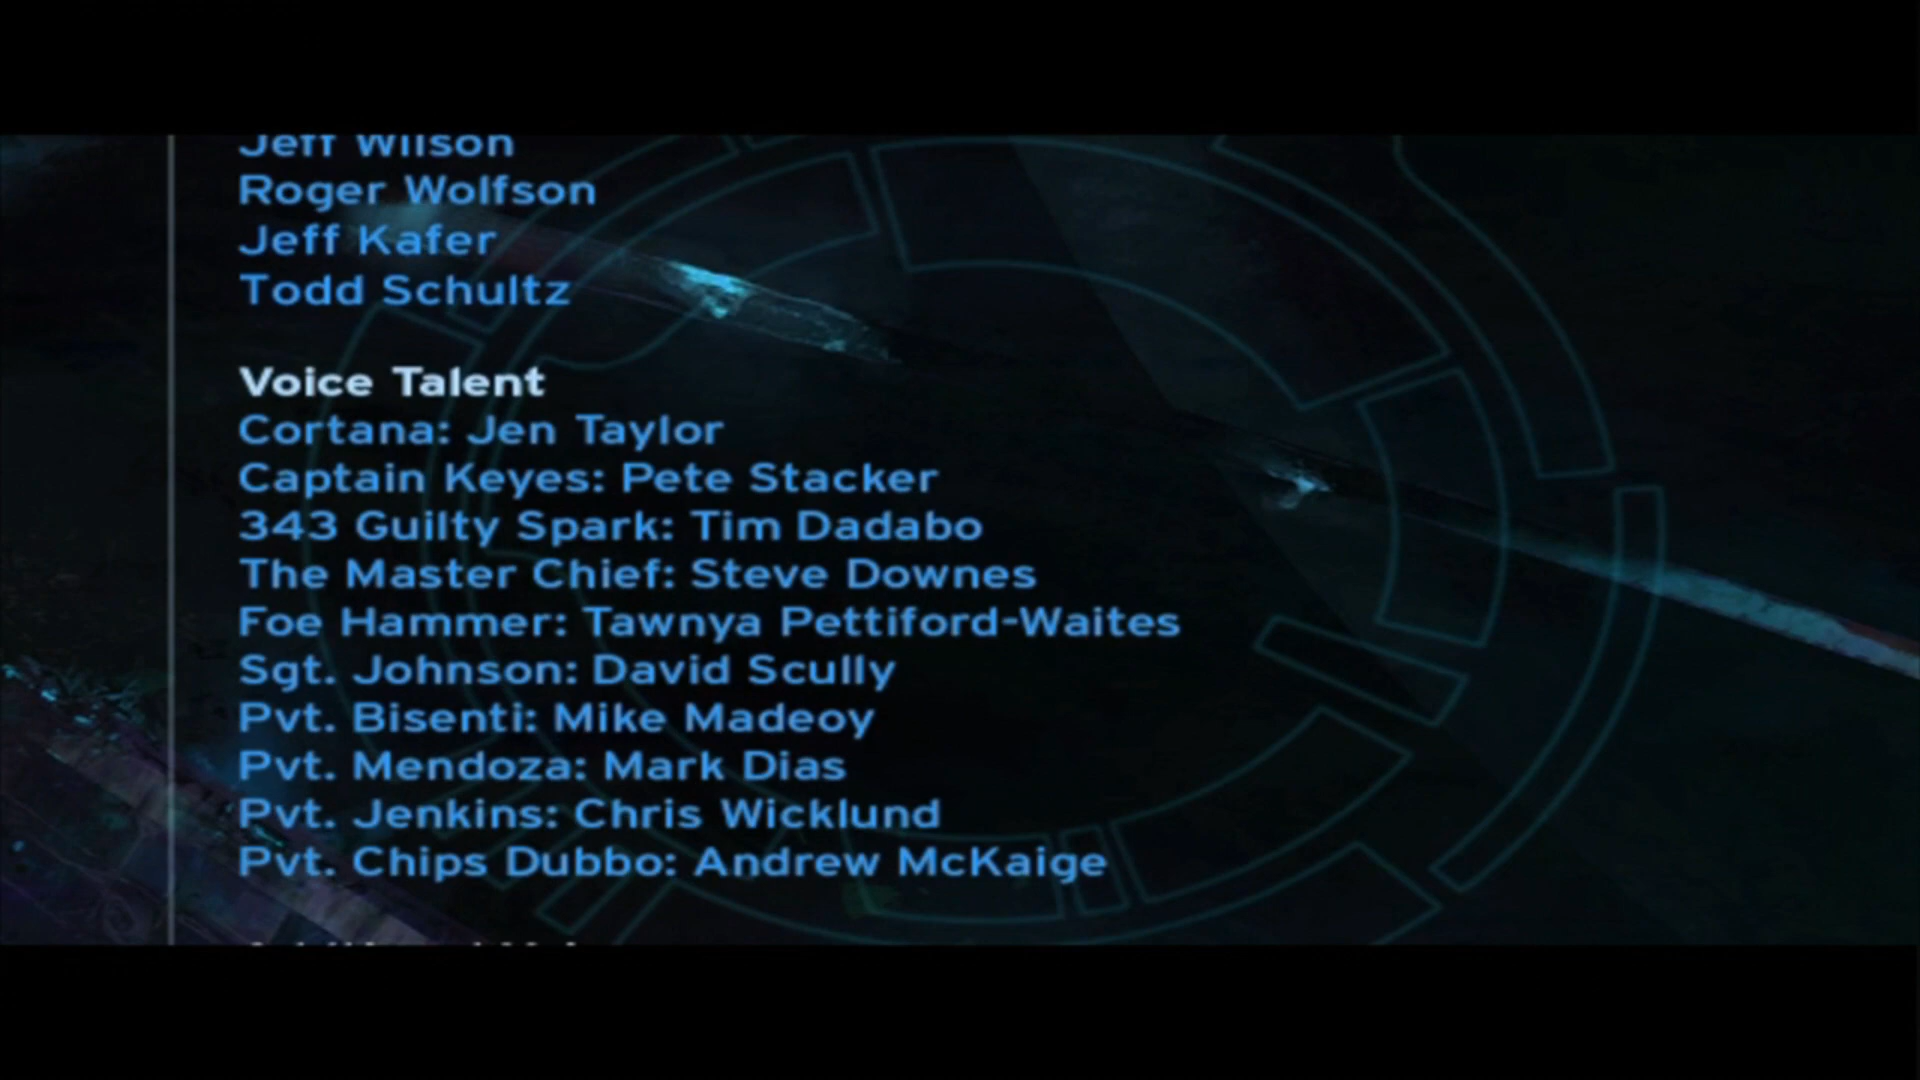 Jeff Wilson
Roger Wolfson
Jeff Kafer
Todd Schultz
Voice Talent
Cortana: Jen Taylor
Captain Keyes: Pete Stacker
343 Guilty Spark: Tim Dadabo
The Master Chief: Steve Downes
Foe Hammer: Tawnya Pettiford-Waites
Sgt. Johnson: David Scully
Pvt. Bisenti: Mike Madeoy
Pvt. Mendoza: Mark Dias
Pvt. Jenkins: Chris Wicklund
Pvt. Chips Dubbo: Andrew McKaige